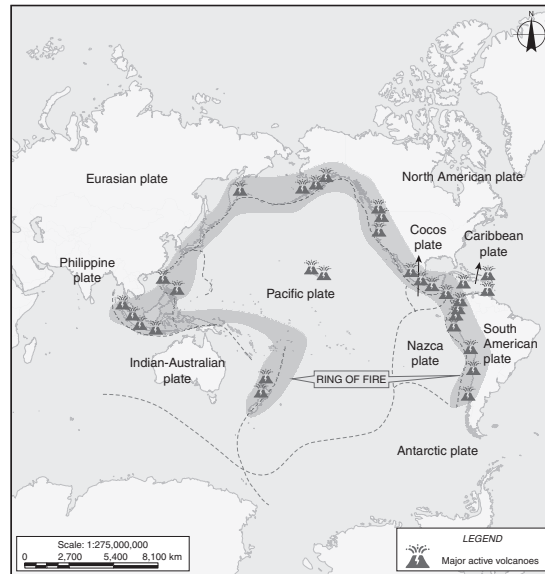 N
Eurasian plate
North American plate
Cocos
plate
Caribbean
plate
Philippine
plate
Pacific plate
Indian-Australian
plate
Nazca
plate
South
American
plate
RING OF FIRE
Antarctic plate
Scale: 1:275,000,000
0 2,700 5,400 8,100 km
LEGEND
Major active volcanoes